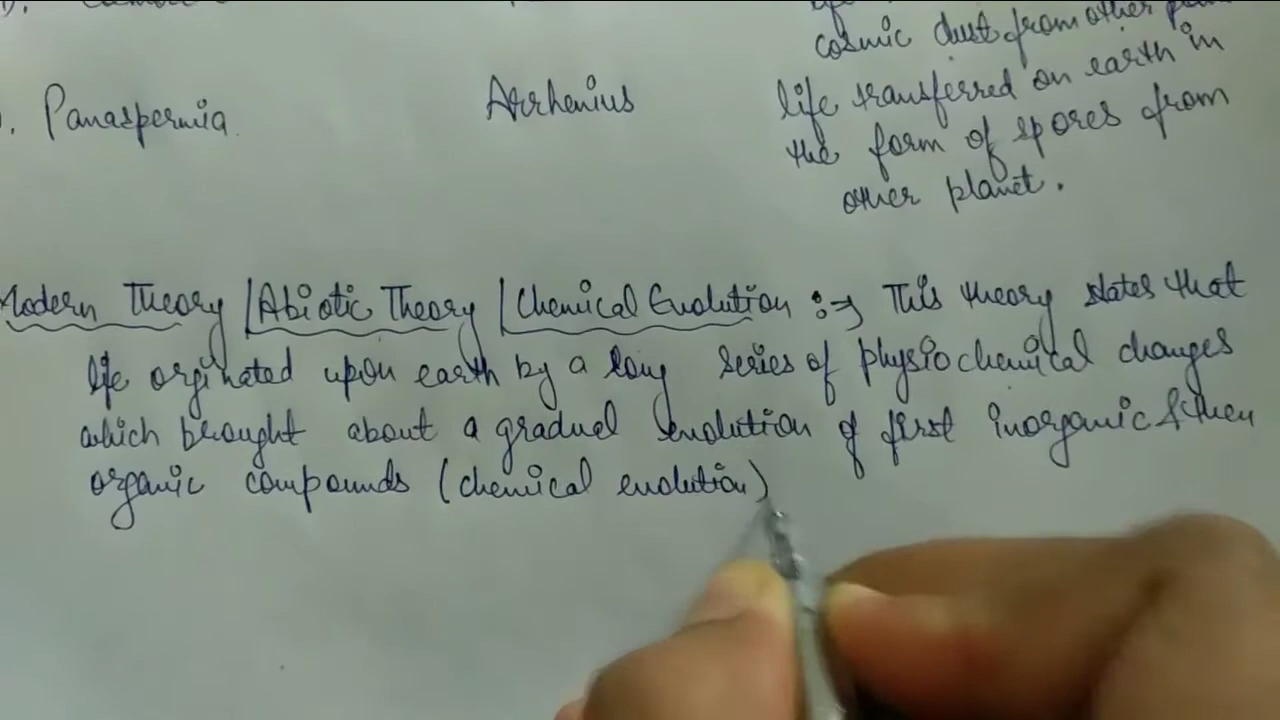 cosmic dust from other
Panaspermia Arrhenius life transferred on earth in
the form of spores from
other planet.
Modern Theory |Abiotic Theory |Chemical Evolution :→ This theory states that
life orginated upon earth by a long series of physiochemical changes
which brought about a gradual evolution of first inorganic & then
organic compounds (chemical evolution)